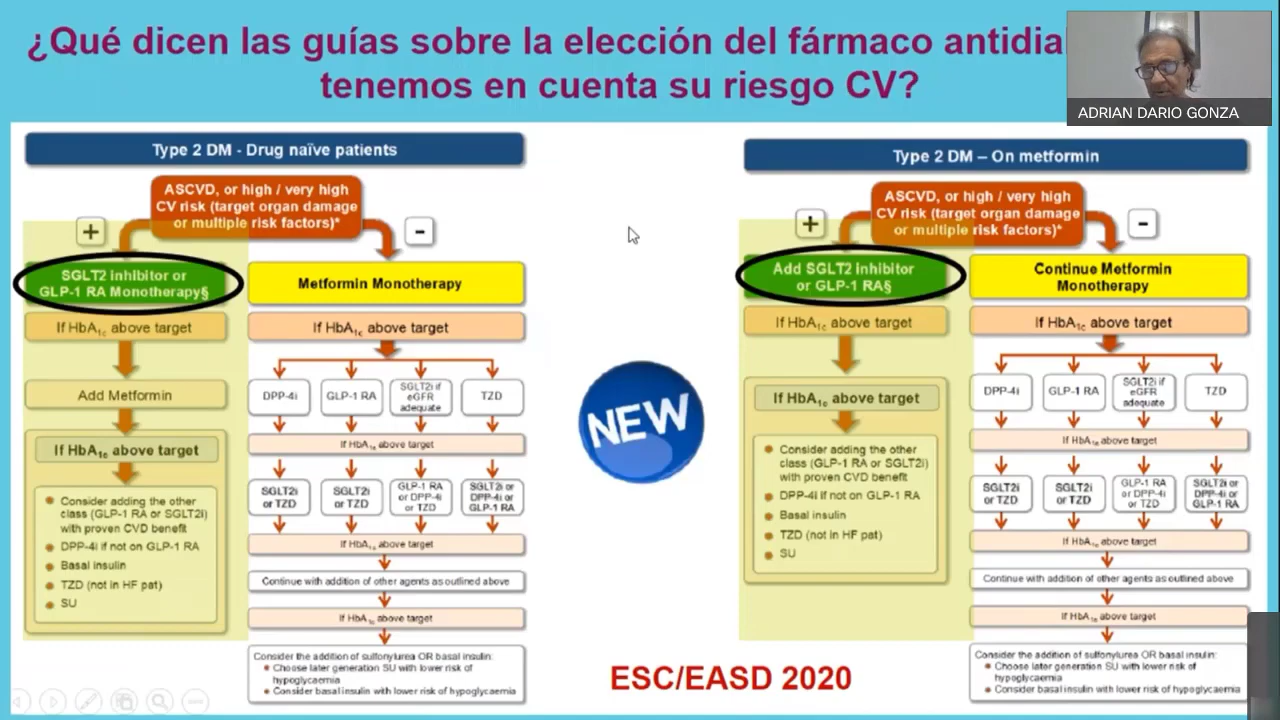 ¿Qué dicen las guías sobre la elección del fármaco
tenemos en cuenta su riesgo CV?
ADRIAN DARIO GONZA
Type 2 DM - Drug naïve patients
ASCVD, or high / very high
CV risk (target organ damage
or multiple risk factors)*
+
-
SGLT2 inhibitor or
GLP-1 RA Monotherapy§
If HbA1c above target
Add Metformin
If HbA1c above target
Consider adding the other
class (GLP-1 RA or SGLT2i)
with proven CVD benefit
DPP-4i if not on GLP-1 RA
Basal insulin
TZD (not in HF pat)
SU
Metformin Monotherapy
If HbA1c above target
DPP-4i
GLP-1 RA
SGLT2i if
eGFR
adequate
TZD
If HbA1c above target
SGLT2i
or TZD
SGLT2i
or TZD
GLP-1 RA
or DPP-4i
or TZD
SGLT2i or
DPP-4i or
GLP-1 RA
If HbA1c above target
Continue with addition of other agents as outlined above
If HbA1c above target
Consider the addition of sulfonylurea OR basal insulin:
Choose later generation SU with lower risk of
hypoglycaemia
Consider basal insulin with lower risk of hypoglycaemia
NEW
ESC/EASD 2020
Type 2 DM – On metformin
ASCVD, or high / very high
CV risk (target organ damage
or multiple risk factors)*
+
-
Add SGLT2 Inhibitor
or GLP-1 RA§
If HbA1c above target
If HbA1c above target
Consider adding the other
class (GLP-1 RA or SGLT2i)
with proven CVD benefit
DPP-4i if not on GLP-1 RA
Basal insulin
TZD (not in HF pat)
SU
Continue Metformin
Monotherapy
If HbA1c above target
DPP-4i
GLP-1 RA
SGLT2i if
eGFR
adequate
TZD
If HbA1c above target
SGLT2i
or TZD
SGLT2i
or TZD
GLP-1 RA
or DPP-4i
or TZD
SGLT2i or
DPP-4i or
GLP-1 RA
If HbA1c above target
Continue with addition of other agents as outlined above
If HbA1c above target
Consider the addition of sulfonylurea OR basal insulin:
Choose later generation SU with lower risk of
hypoglycaemia
Consider basal insulin with lower risk of hypoglycaemia